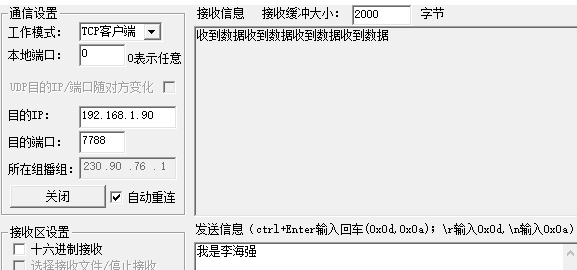 通信设置
工作模式: TCP客户端
本地端口: 0 0表示任意
UDP目的IP/端口随对方变化
目的IP: 192.168.1.90
目的端口: 7788
所在组播组: 230 .90 .76 .1
关闭 自动重连
接收区设置
十六进制接收
选择接收文件/停止接收
接收信息 接收缓冲大小: 2000 字节
收到数据收到数据收到数据收到数据
发送信息(ctrl+Enter输入回车(0x0d,0x0a); \r输入0x0d,\n输入0x0a)
我是李海强